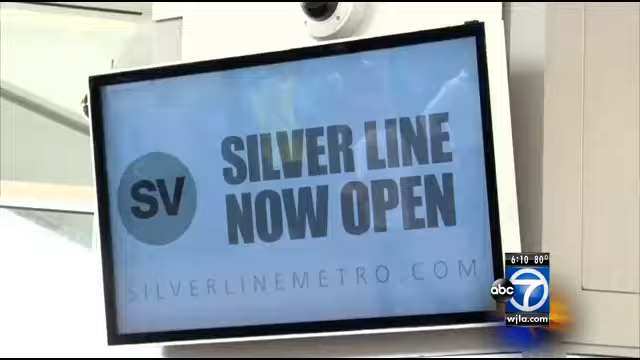 SV
SILVER LINE
NOW OPEN
SILVERLINEMETRO.COM
6:10 80°
abc 7
wjla.com